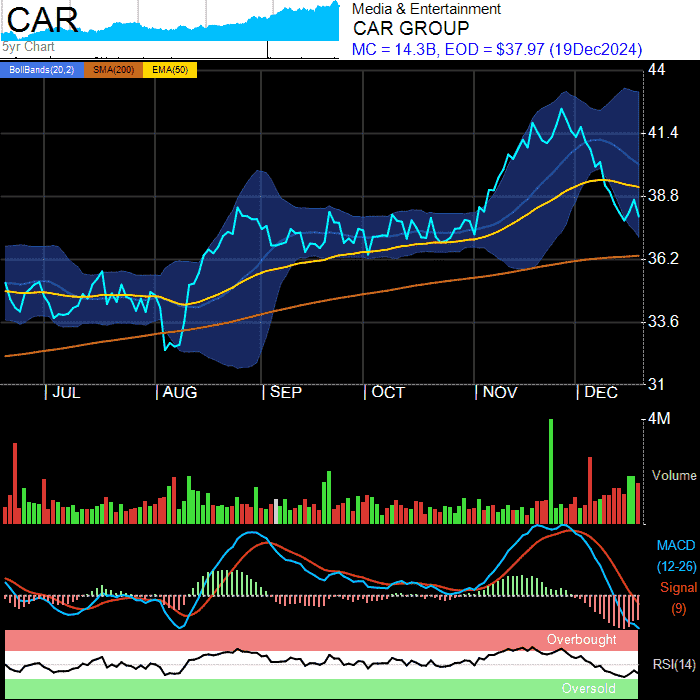 CAR
5yr Chart
Media & Entertainment
CAR GROUP
MC = 14.3B, EOD = $37.97 (19Dec2024)
BollBands(20,2) SMA(200) EMA(50)
44
41.4
38.8
36.2
33.6
31
JUL AUG SEP OCT NOV DEC
4M
Volume
MACD
(12-26)
Signal
(9)
Overbought
RSI(14)
Oversold